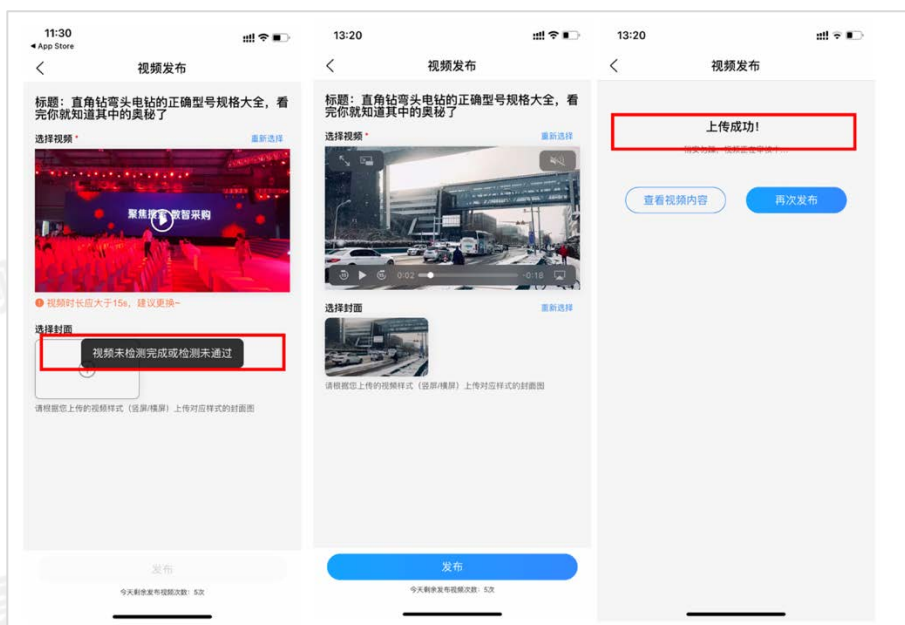 11:30
App Store
视频发布
标题：直角钻弯头电钻的正确型号规格大全，看
完你就知道其中的奥秘了
选择视频 *
重新选择
聚焦搜索 数智采购
视频时长应大于15s，建议更换~
选择封面
视频未检测完成或检测未通过
请根据您上传的视频样式（竖屏/横屏）上传对应样式的封面图
发布
今天剩余发布视频次数：5次
13:20
视频发布
标题：直角钻弯头电钻的正确型号规格大全，看
完你就知道其中的奥秘了
选择视频 *
重新选择
0:02
-0:18
选择封面
重新选择
请根据您上传的视频样式（竖屏/横屏）上传对应样式的封面图
发布
今天剩余发布视频次数：5次
13:20
视频发布
上传成功！
查看视频内容
再次发布